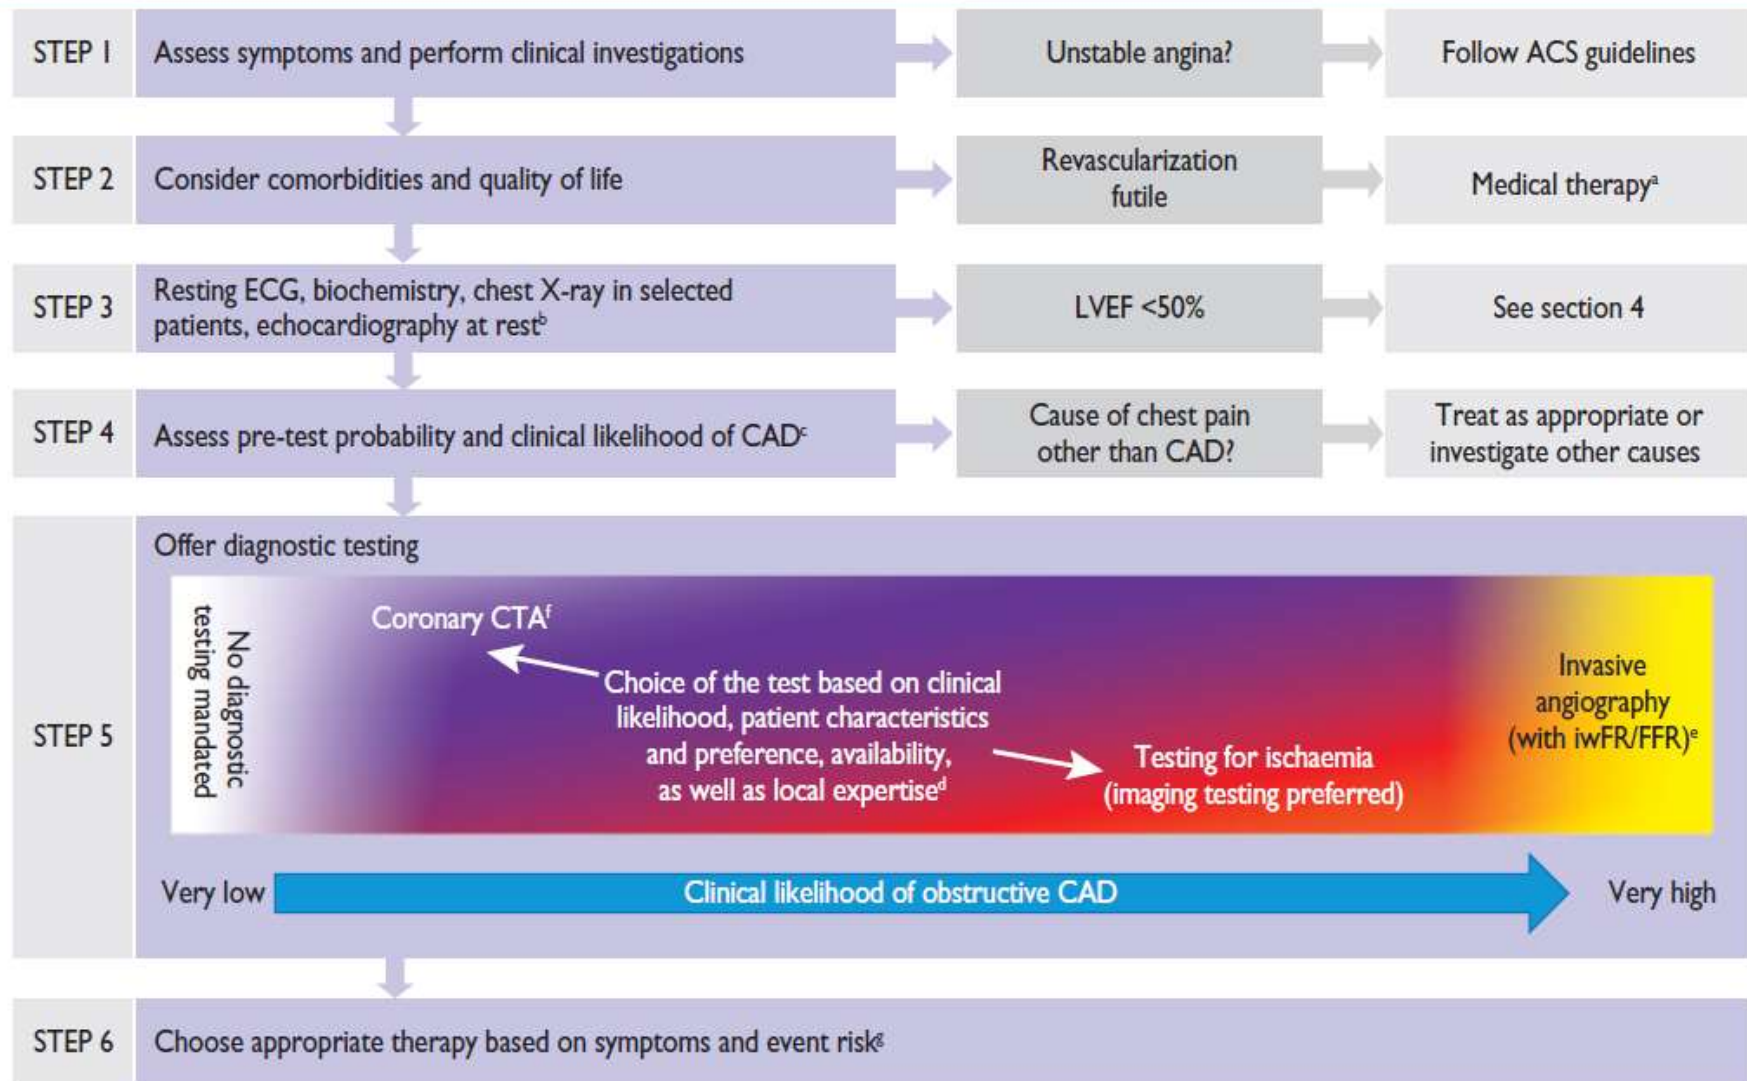 STEP 1
Assess symptoms and perform clinical investigations
Unstable angina?
Follow ACS guidelines
STEP 2
Consider comorbidities and quality of life
Revascularization
futile
Medical therapyᵃ
STEP 3
Resting ECG, biochemistry, chest X-ray in selected
patients, echocardiography at restᵇ
LVEF <50%
See section 4
STEP 4
Assess pre-test probability and clinical likelihood of CADᶜ
Cause of chest pain
other than CAD?
Treat as appropriate or
investigate other causes
STEP 5
Offer diagnostic testing
No diagnostic
testing mandated
Coronary CTAᶠ
Choice of the test based on clinical
likelihood, patient characteristics
and preference, availability,
as well as local expertiseᵈ
Testing for ischaemia
(imaging testing preferred)
Invasive
angiography
(with iwFR/FFR)ᵉ
Very low
Clinical likelihood of obstructive CAD
Very high
STEP 6
Choose appropriate therapy based on symptoms and event riskᵍ